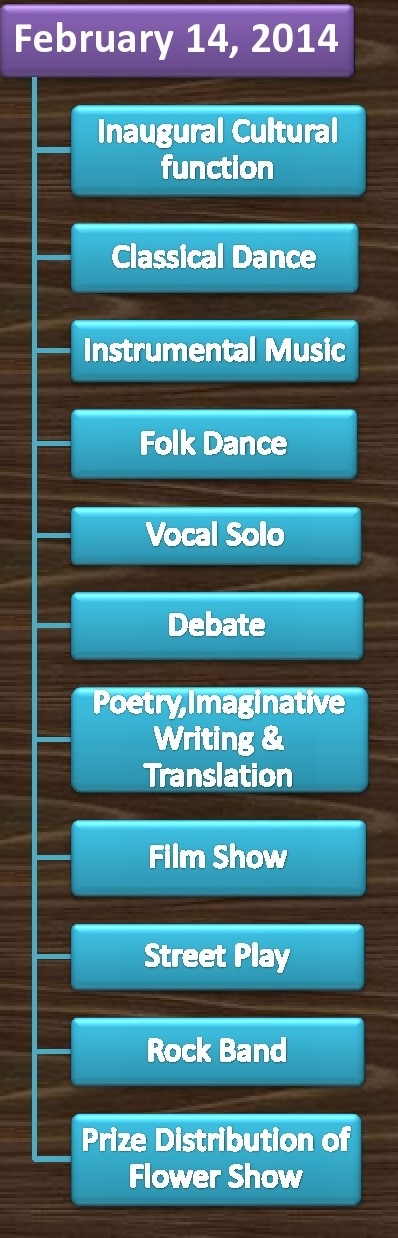 February 14, 2014
Inaugural Cultural
function
Classical Dance
Instrumental Music
Folk Dance
Vocal Solo
Debate
Poetry,Imaginative
Writing &
Translation
Film Show
Street Play
Rock Band
Prize Distribution of
Flower Show